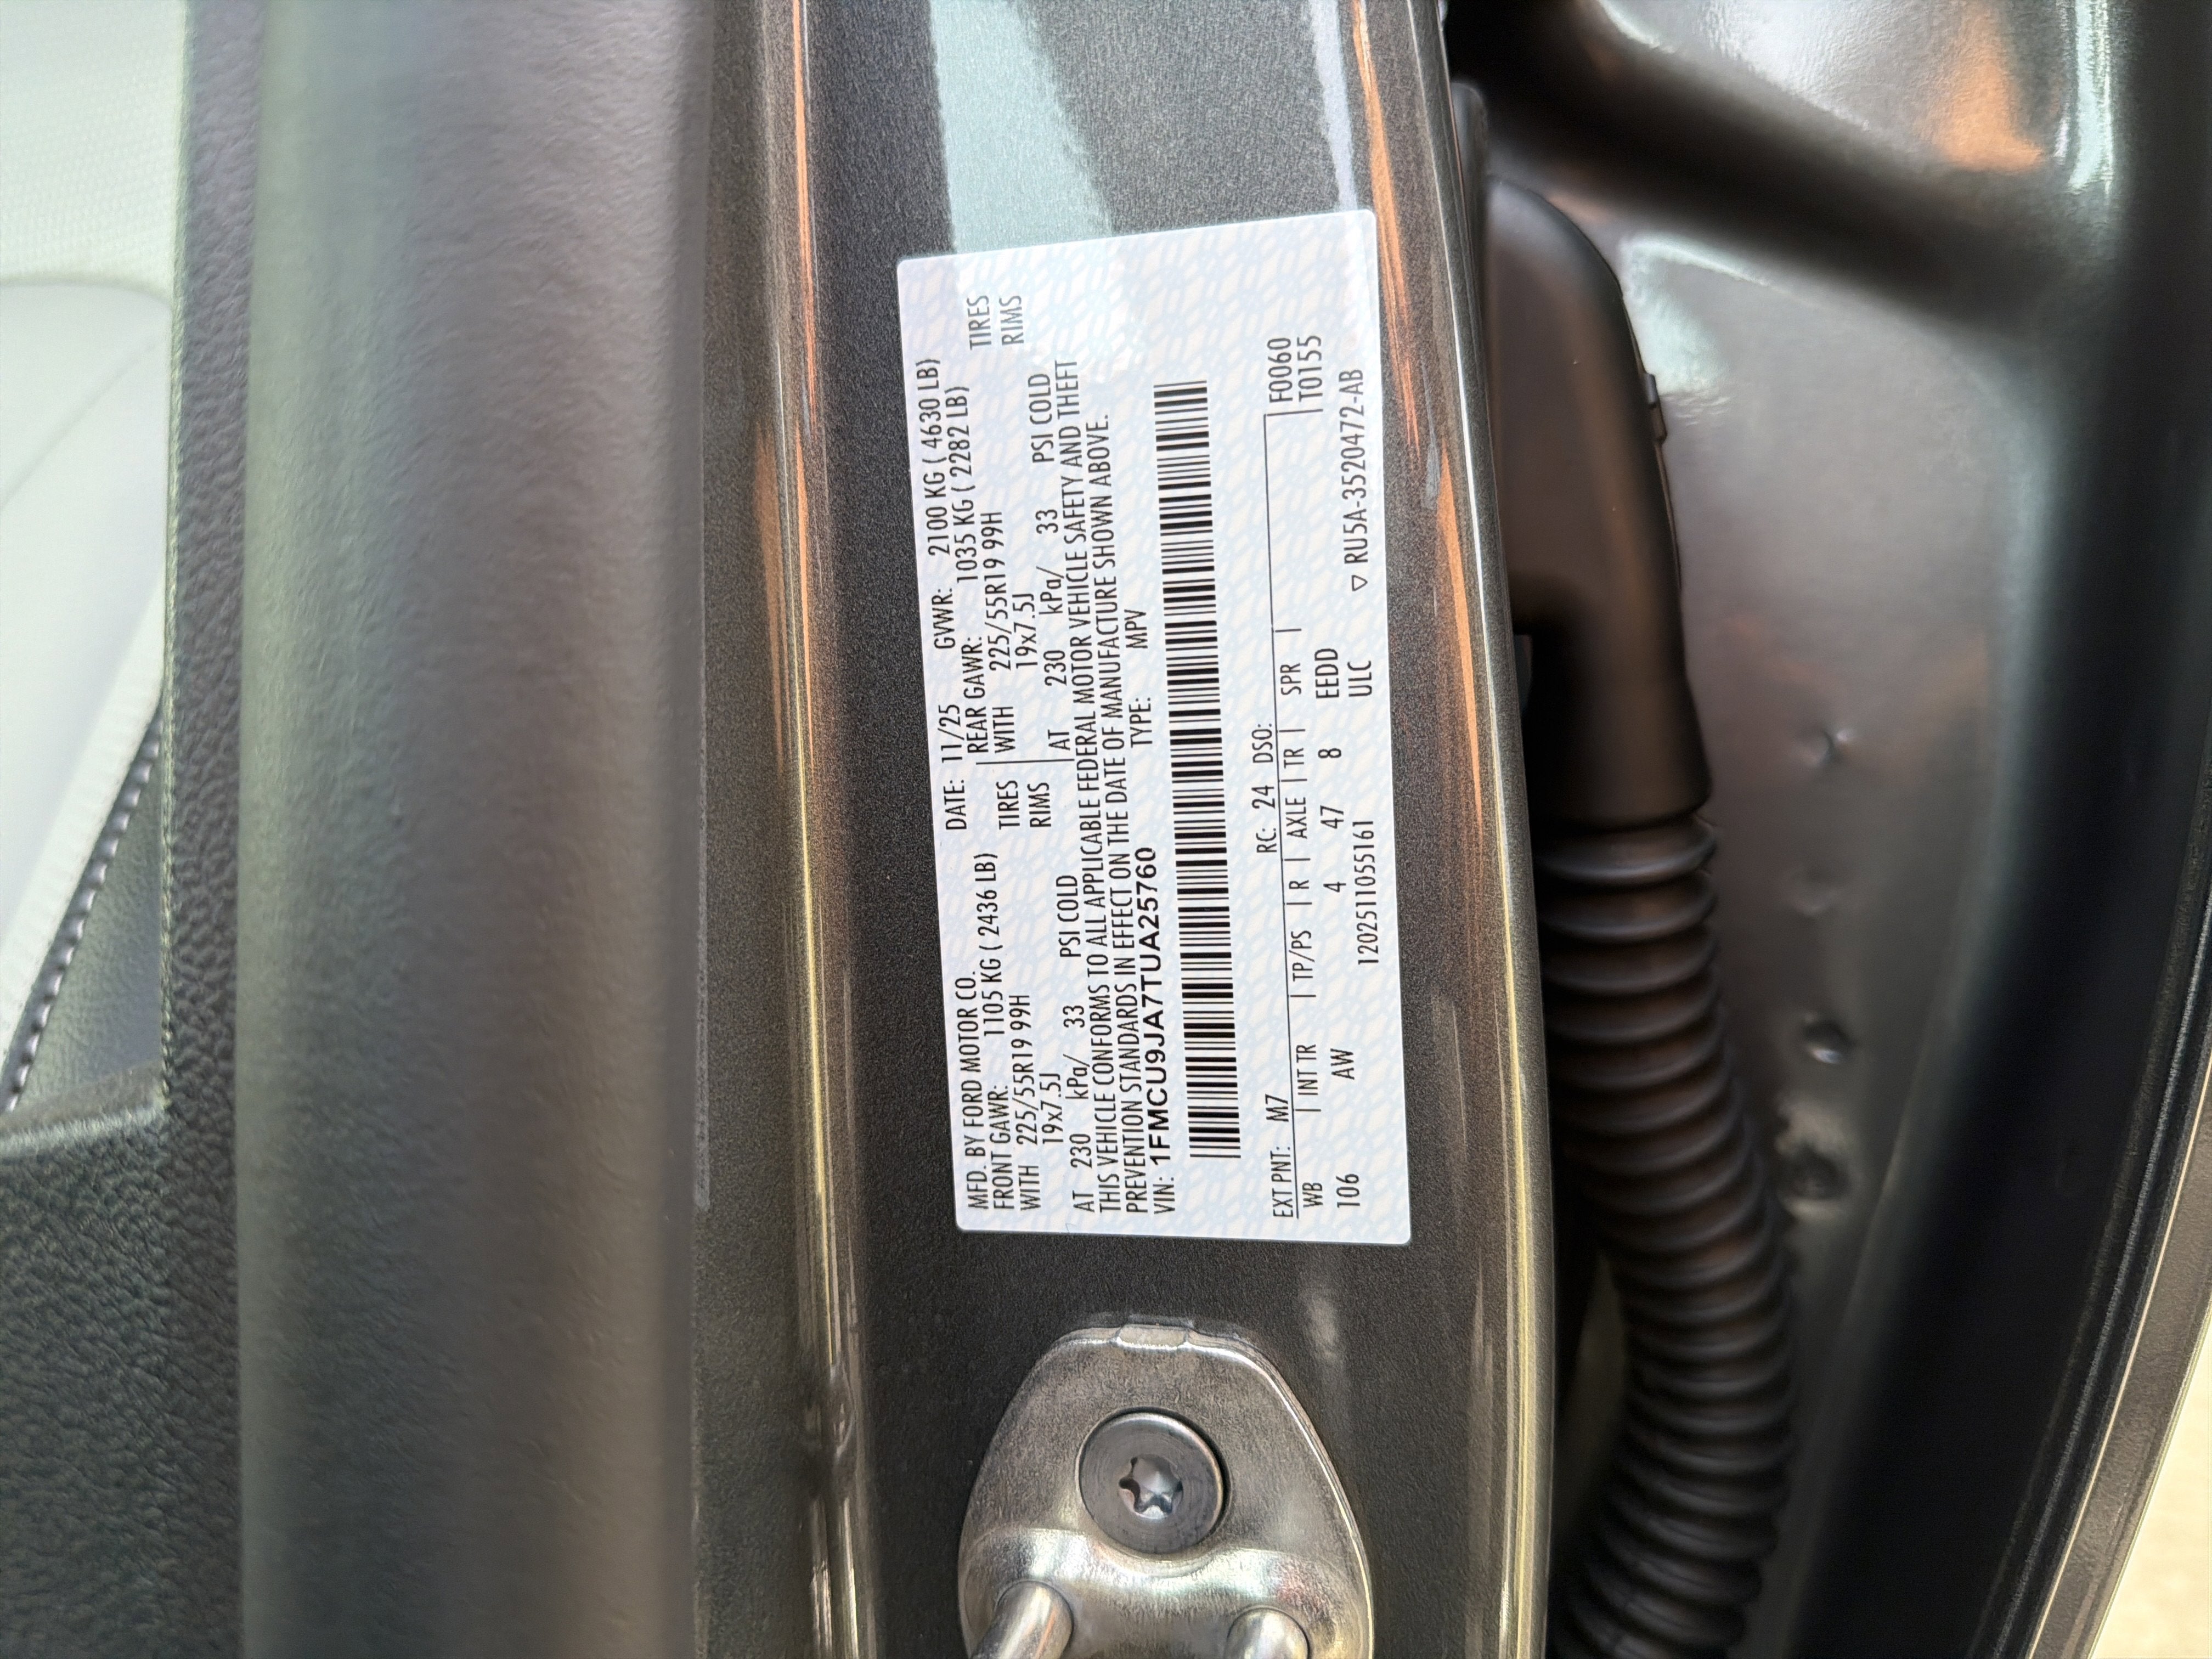 MFD. BY FORD MOTOR CO. DATE: 11/25 GVWR: 2100 KG ( 4630 LB)
FRONT GAWR: 1105 KG ( 2436 LB) REAR GAWR: 1035 KG ( 2282 LB)
WITH 225/55R19 99H TIRES WITH 225/55R19 99H TIRES
19x7.5J RIMS 19x7.5J RIMS
AT 230 kPa/ 33 PSI COLD AT 230 kPa/ 33 PSI COLD
THIS VEHICLE CONFORMS TO ALL APPLICABLE FEDERAL MOTOR VEHICLE SAFETY AND THEFT
PREVENTION STANDARDS IN EFFECT ON THE DATE OF MANUFACTURE SHOWN ABOVE.
VIN: 1FMCU9JA7TUA25760 TYPE: MPV
EXT PNT: M7 RC: 24 DSO: F0060
WB | INT TR | TP/PS | R | AXLE | TR | SPR | T0155
106 AW 4 47 8 EEDD
1202511055161 ULC ▽ RU5A-3520472-AB